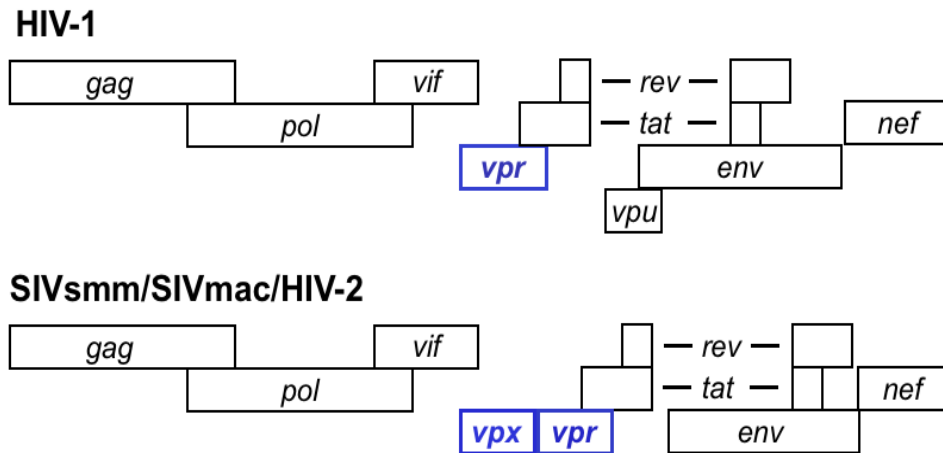 HIV-1
gag vif rev
pol tat nef
vpr env
vpu
SIVsmm/SIVmac/HIV-2
gag vif rev
pol tat nef
vpx vpr env